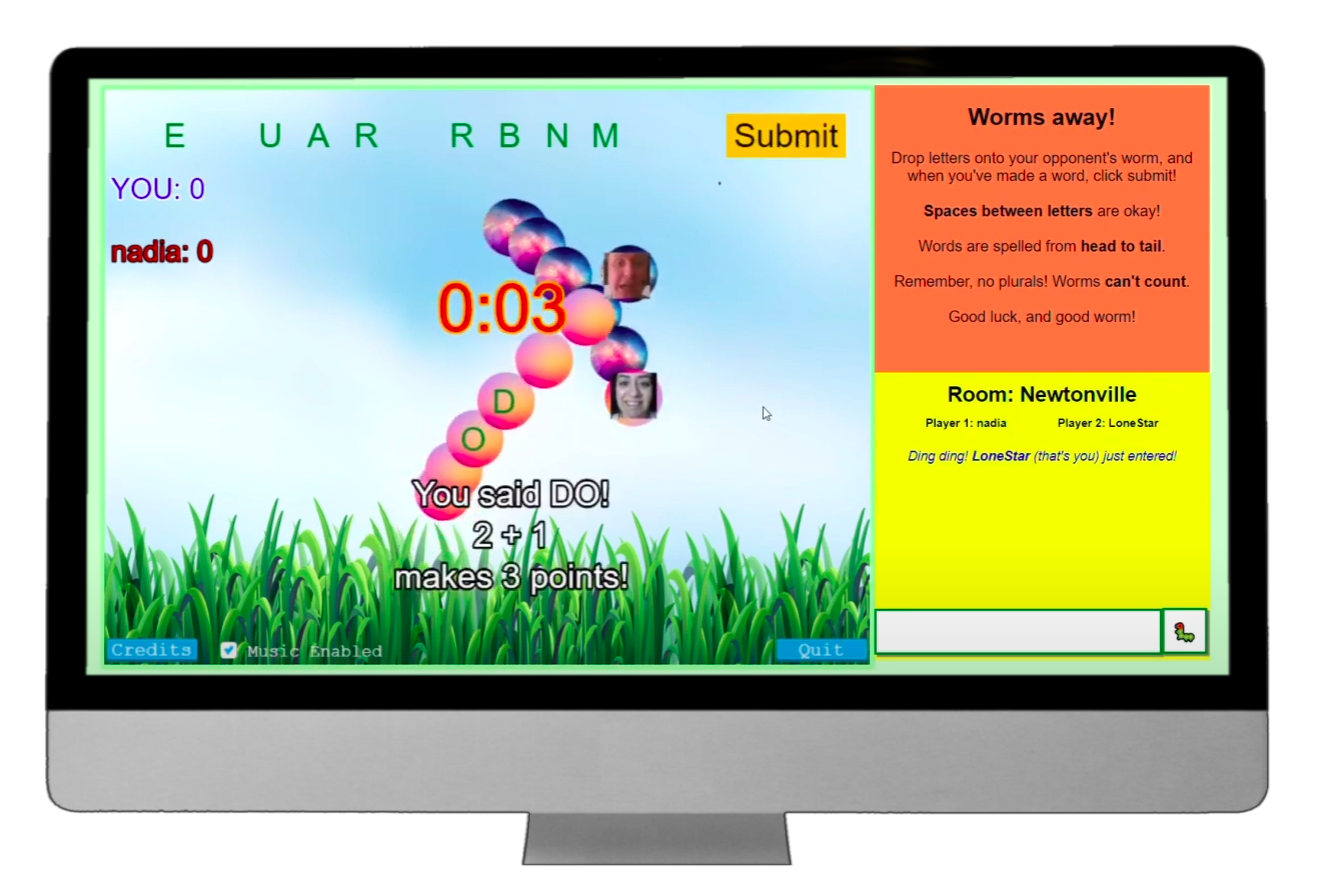 E U A R R B N M
Submit
YOU: 0
nadia: 0
0:03
D
O
You said DO!
2 + 1
makes 3 points!
Credits
Music Enabled
Quit
Worms away!
Drop letters onto your opponent's worm, and
when you've made a word, click submit!
Spaces between letters are okay!
Words are spelled from head to tail.
Remember, no plurals! Worms can't count.
Good luck, and good worm!
Room: Newtonville
Player 1: nadia Player 2: LoneStar
Ding ding! LoneStar (that's you) just entered!